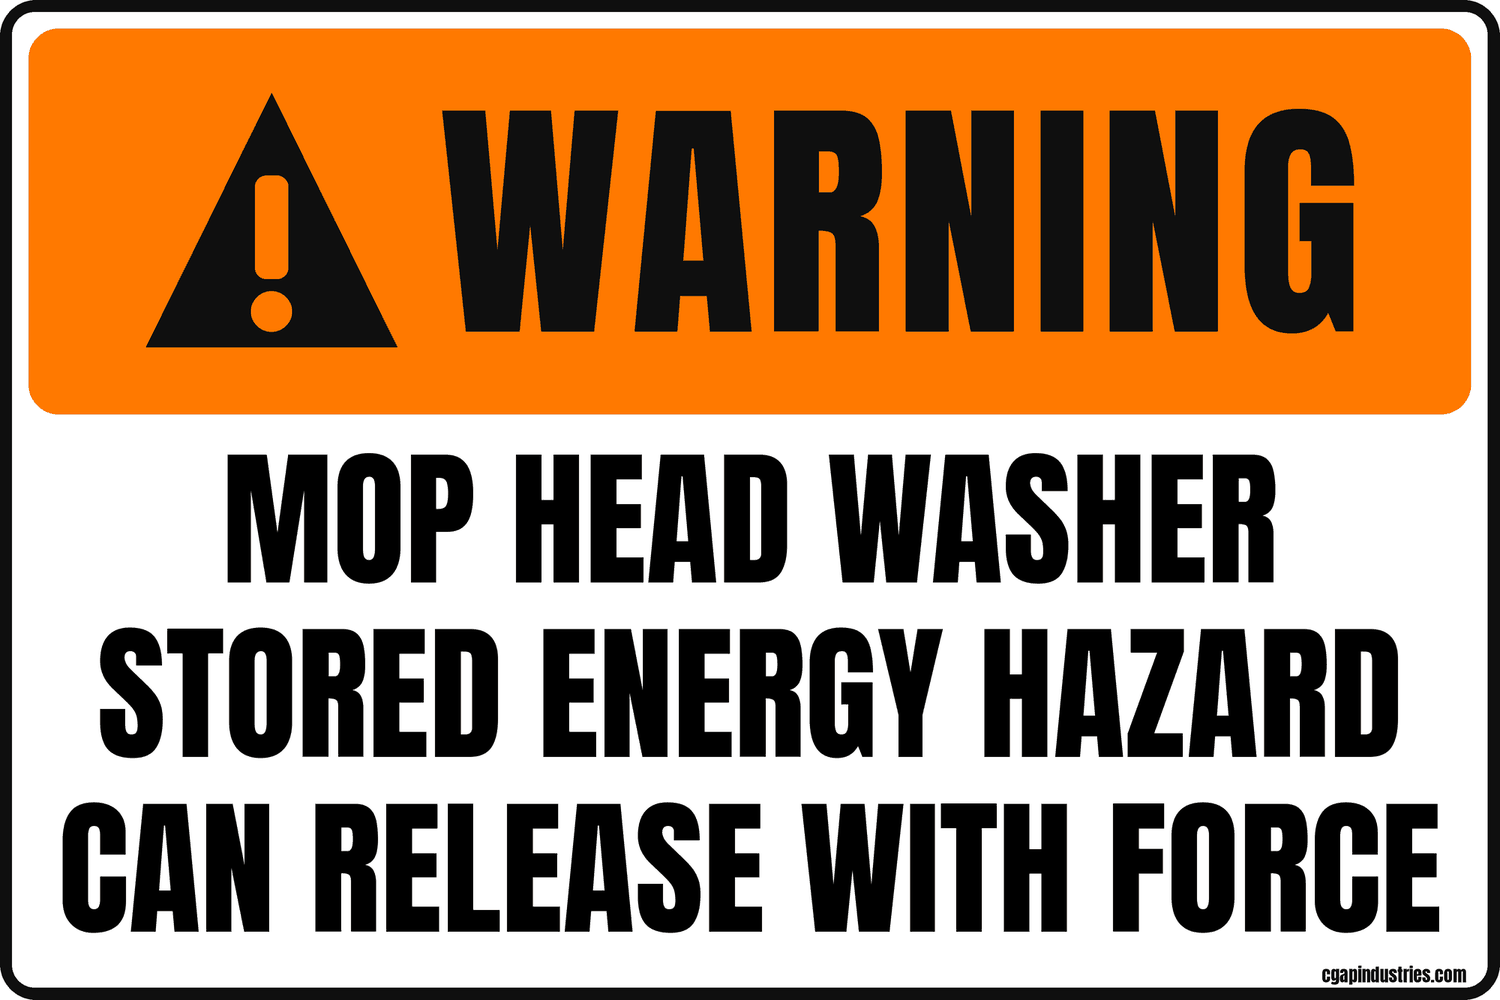 WARNING
MOP HEAD WASHER
STORED ENERGY HAZARD
CAN RELEASE WITH FORCE
cgapindustries.com